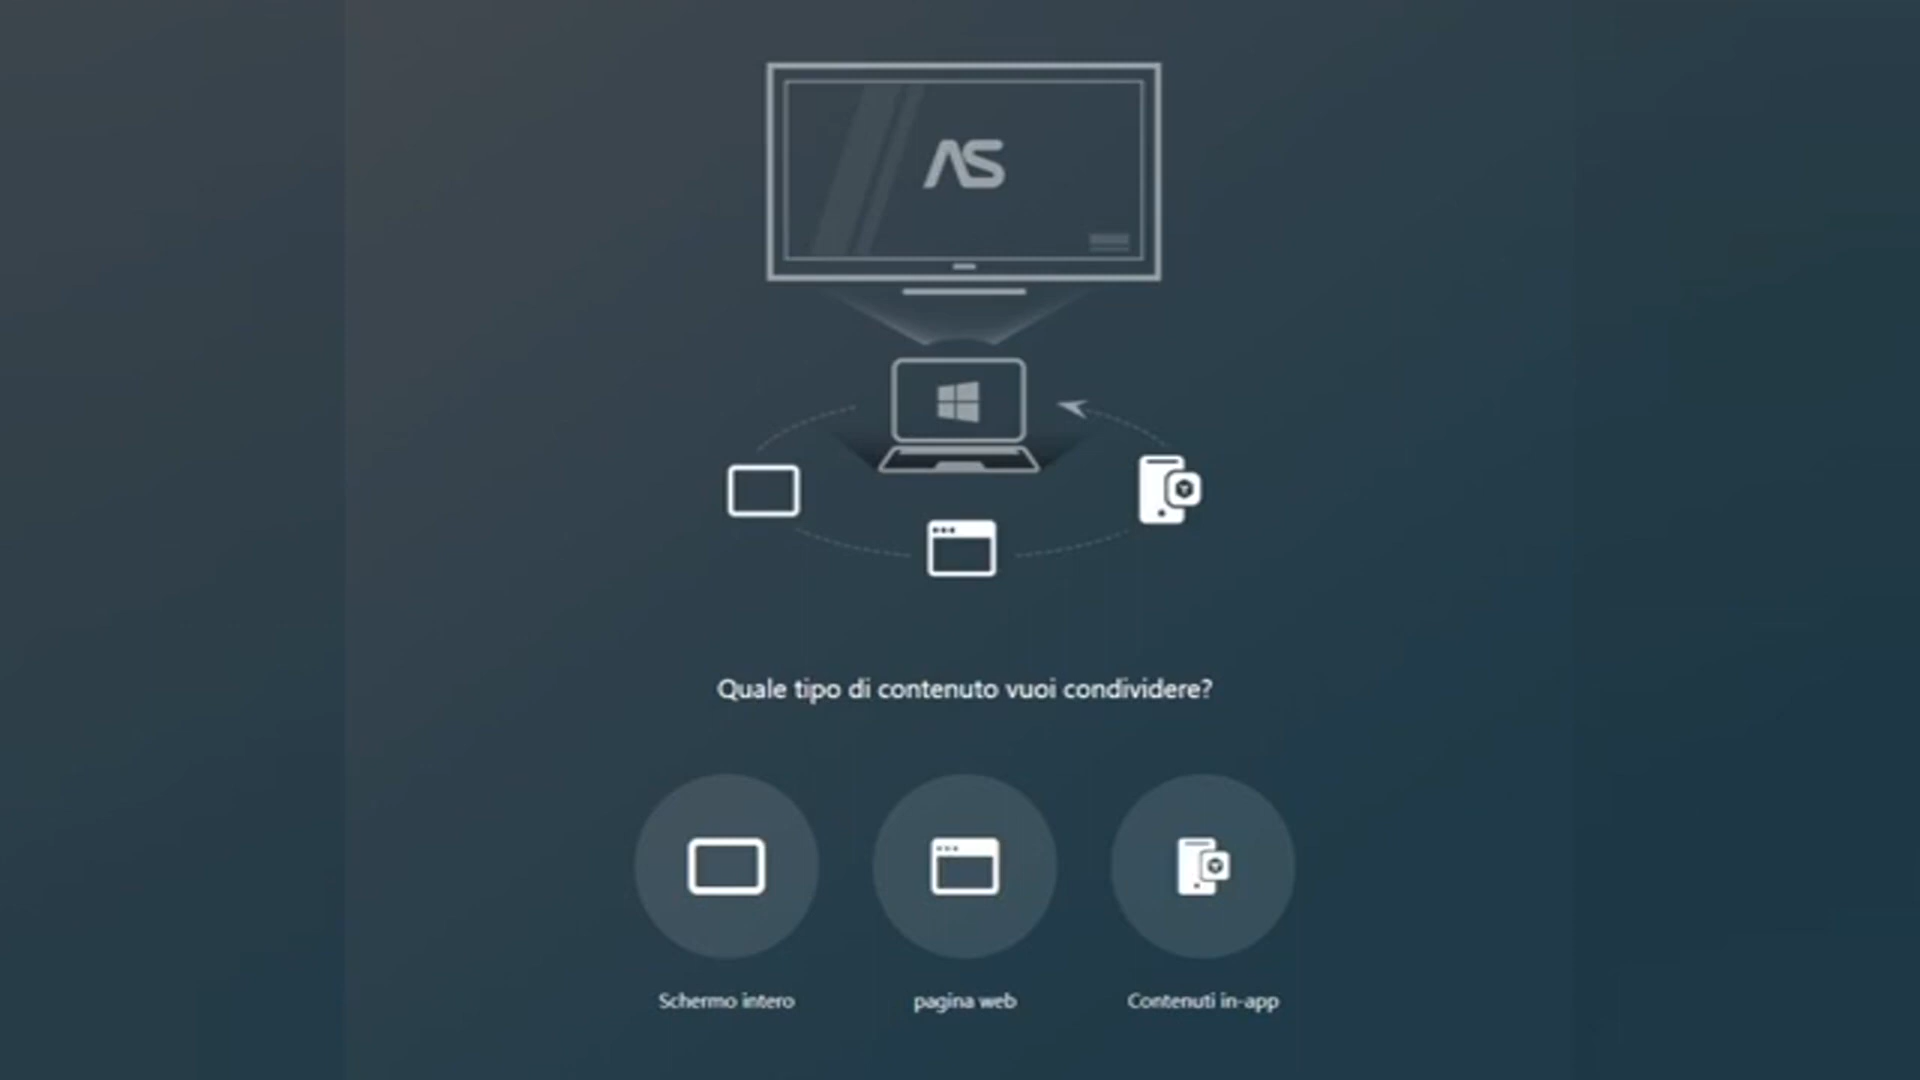 AS
Quale tipo di contenuto vuoi condividere?
Schermo intero
pagina web
Contenuti in-app